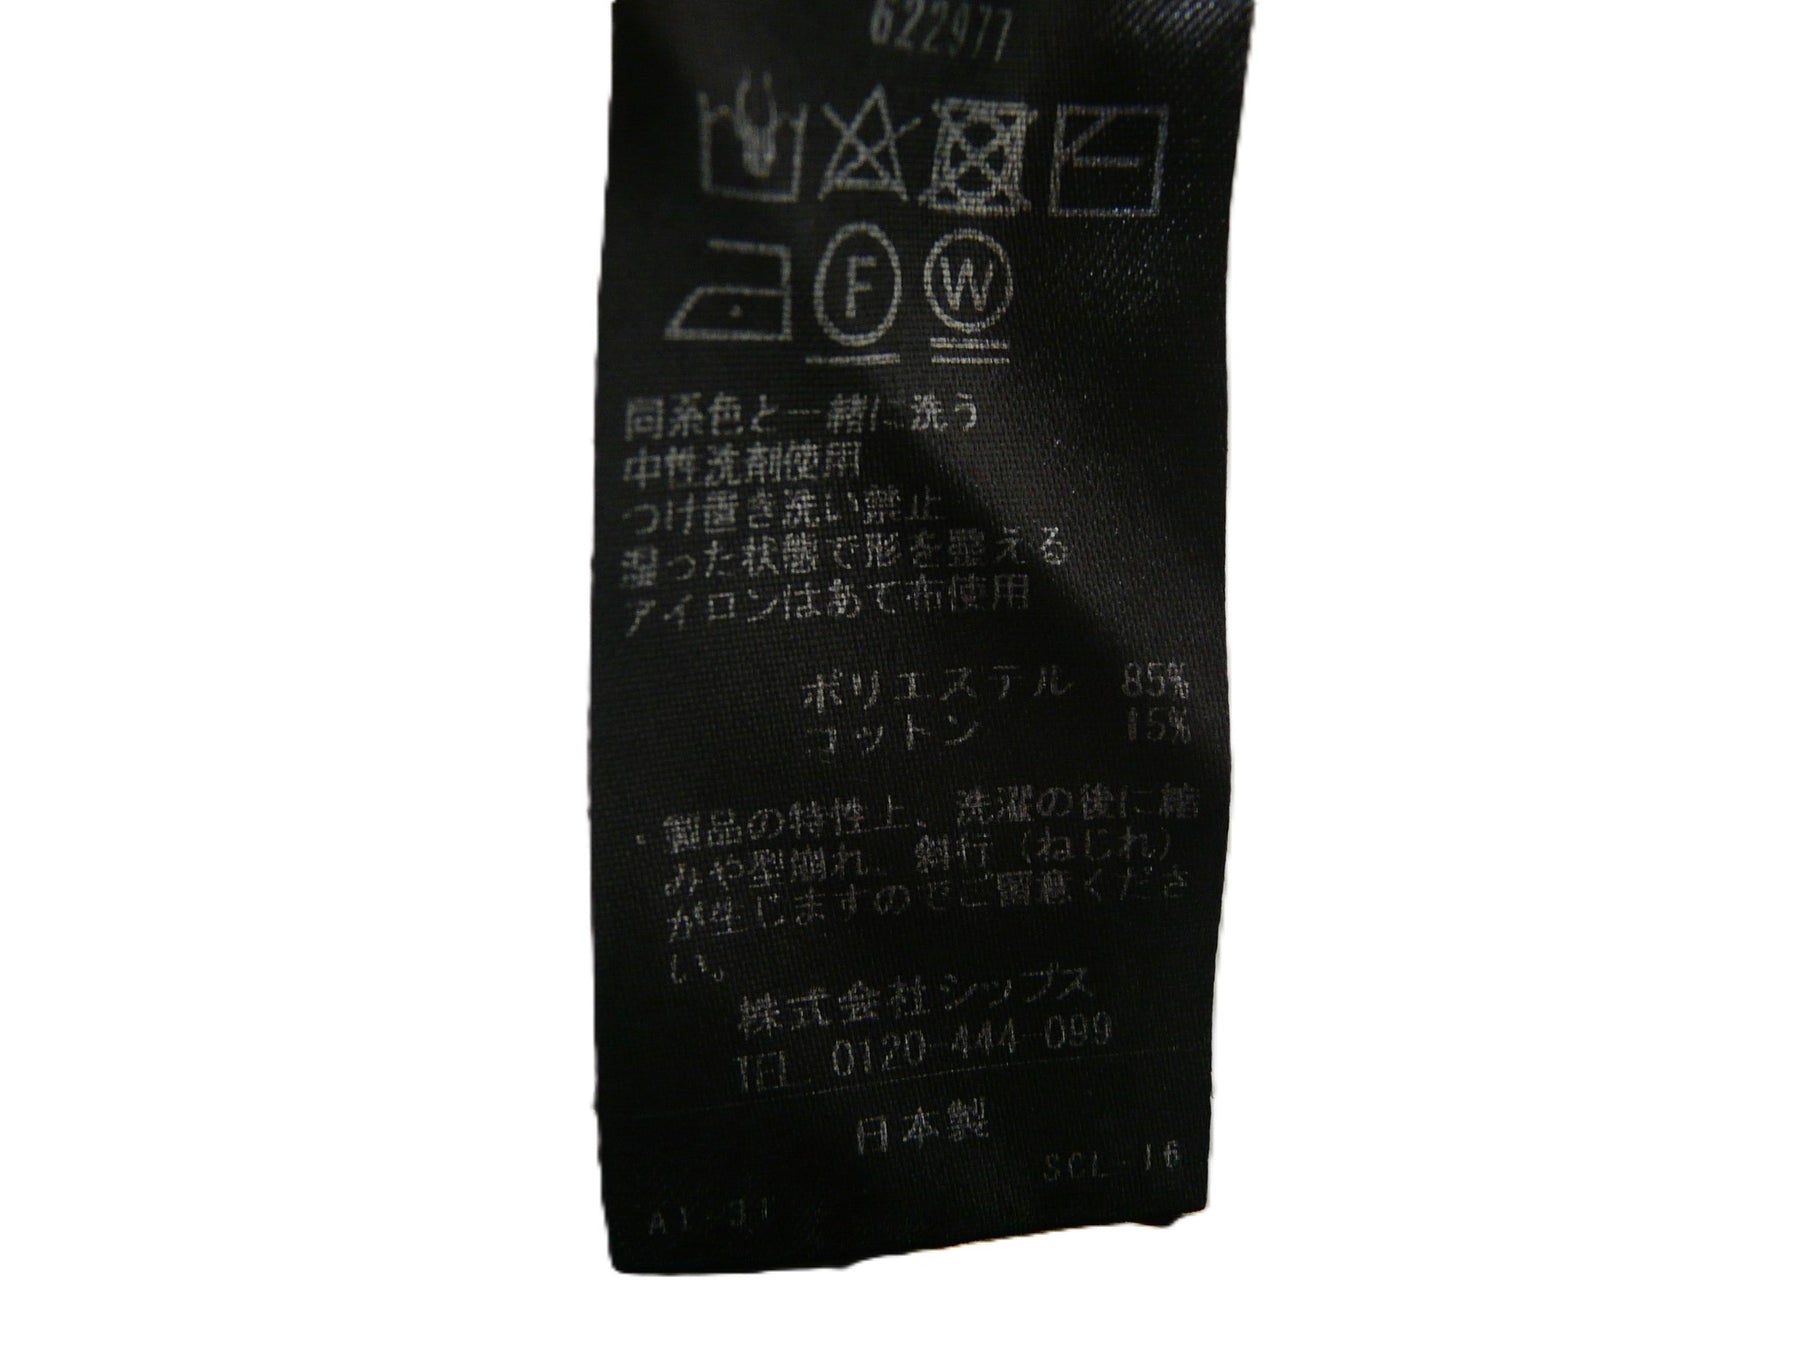 622977
F W
同系色と一緒に洗う
中性洗剤使用
つけ置き洗い禁止
湿った状態で形を整える
アイロンはあて布使用
ポリエステル 85%
コットン 15%
・製品の特性上、洗濯の後に縮
みや型崩れ、斜行(ねじれ)
が生じますのでご留意くださ
い。
株式会社シップス
TEL 0120-444-099
日本製
SCL-16
AY-31